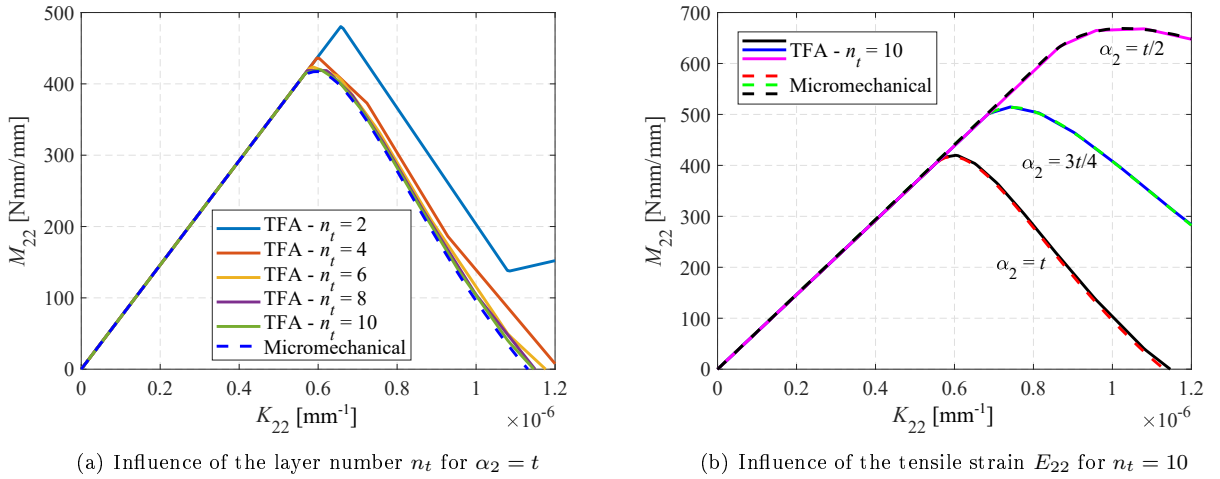 500
400
300
200
100
0
M₂₂ [Nmm/mm]
TFA - nₜ = 2
TFA - nₜ = 4
TFA - nₜ = 6
TFA - nₜ = 8
TFA - nₜ = 10
Micromechanical
0 0.2 0.4 0.6 0.8 1 1.2
K₂₂ [mm⁻¹]
×10⁻⁶
(a) Influence of the layer number nₜ for α₂ = t
700
600
500
400
300
200
100
0
M₂₂ [Nmm/mm]
TFA - nₜ = 10
Micromechanical
α₂ = t/2
α₂ = 3t/4
α₂ = t
0 0.2 0.4 0.6 0.8 1 1.2
K₂₂ [mm⁻¹]
×10⁻⁶
(b) Influence of the tensile strain E₂₂ for nₜ = 10